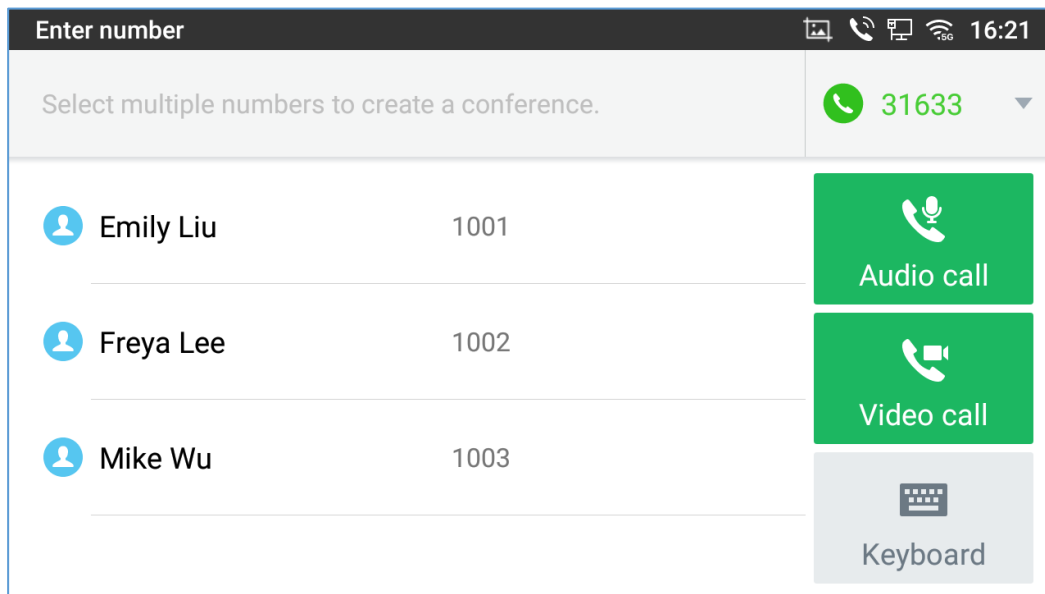 Enter number
5G 16:21
Select multiple numbers to create a conference.
31633
Emily Liu 1001
Audio call
Freya Lee 1002
Video call
Mike Wu 1003
Keyboard